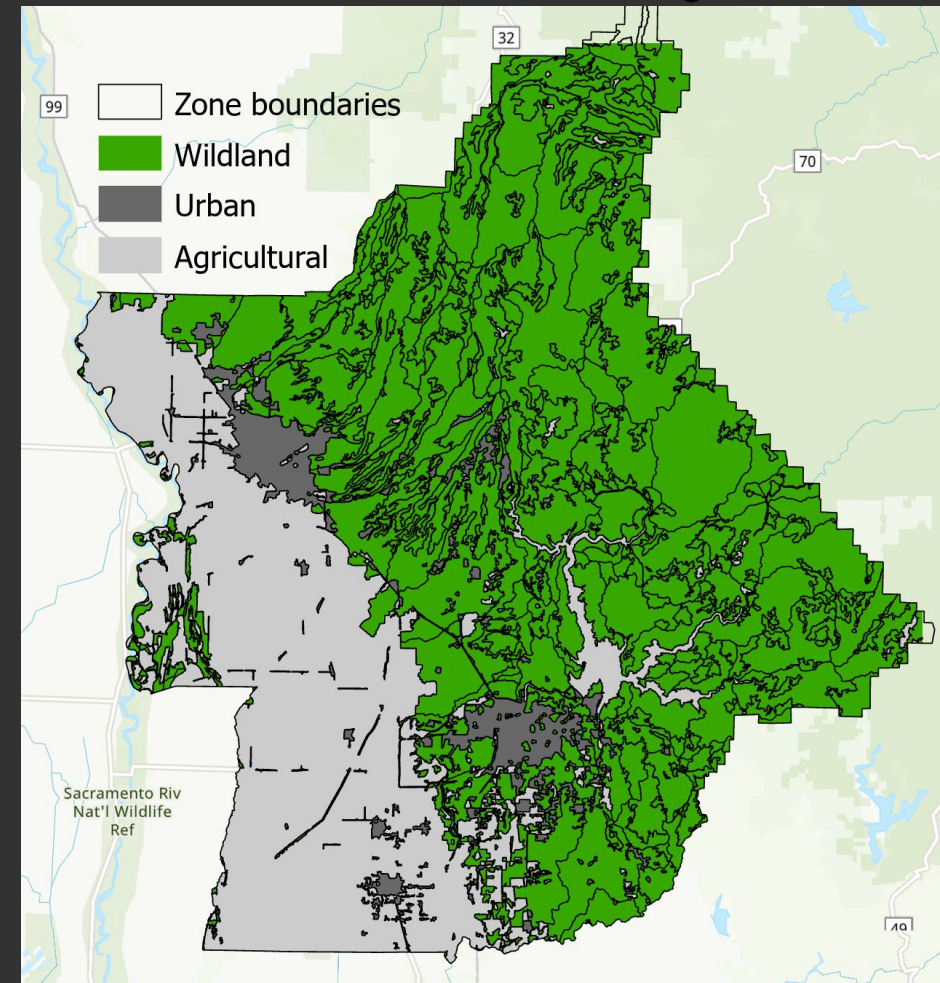 32
99
Zone boundaries
Wildland
70
Urban
Agricultural
Sacramento Riv
Nat'l Wildlife
Ref
49